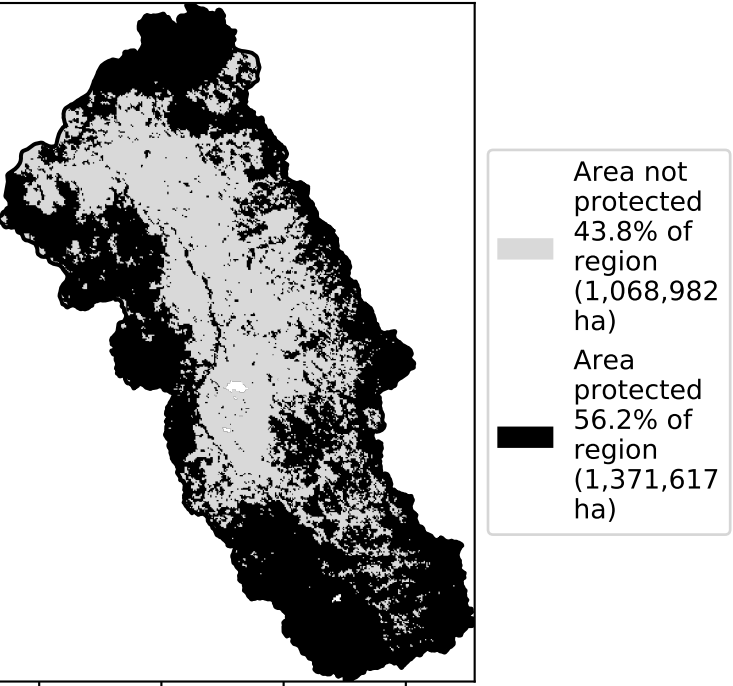 Area not
protected
43.8% of
region
(1,068,982
ha)
Area
protected
56.2% of
region
(1,371,617
ha)